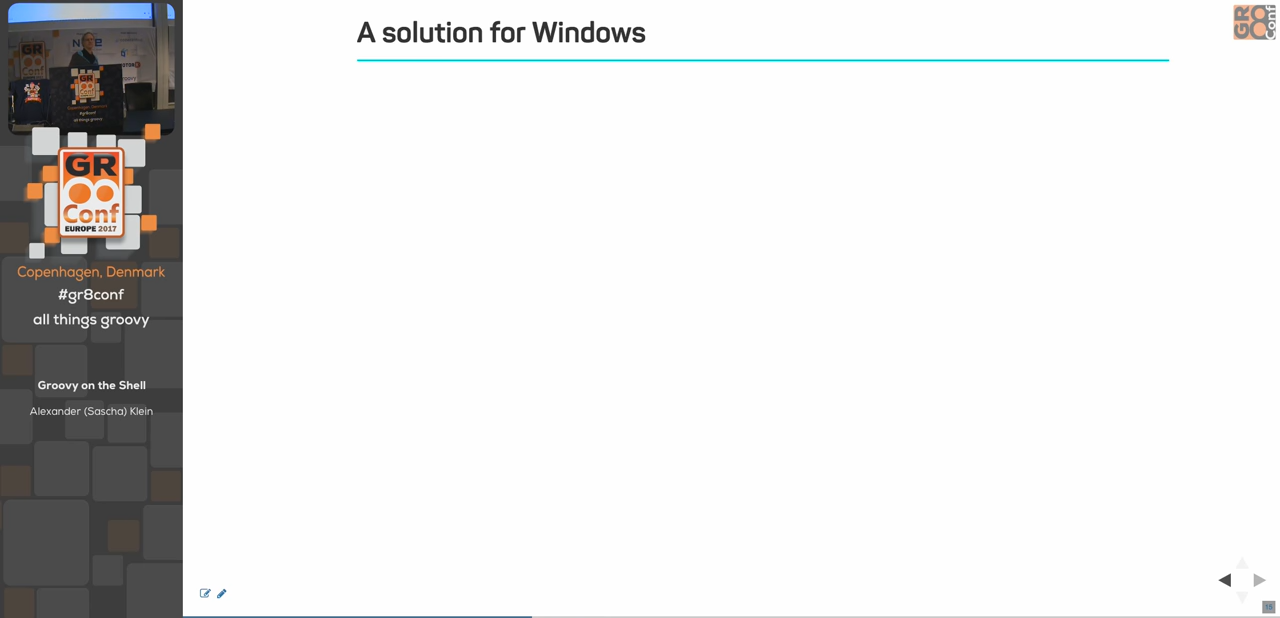 A solution for Windows
GR
Conf
GR
Conf
EUROPE 2017
Copenhagen, Denmark
#gr8conf
all things groovy
Groovy on the Shell
Alexander (Sascha) Klein